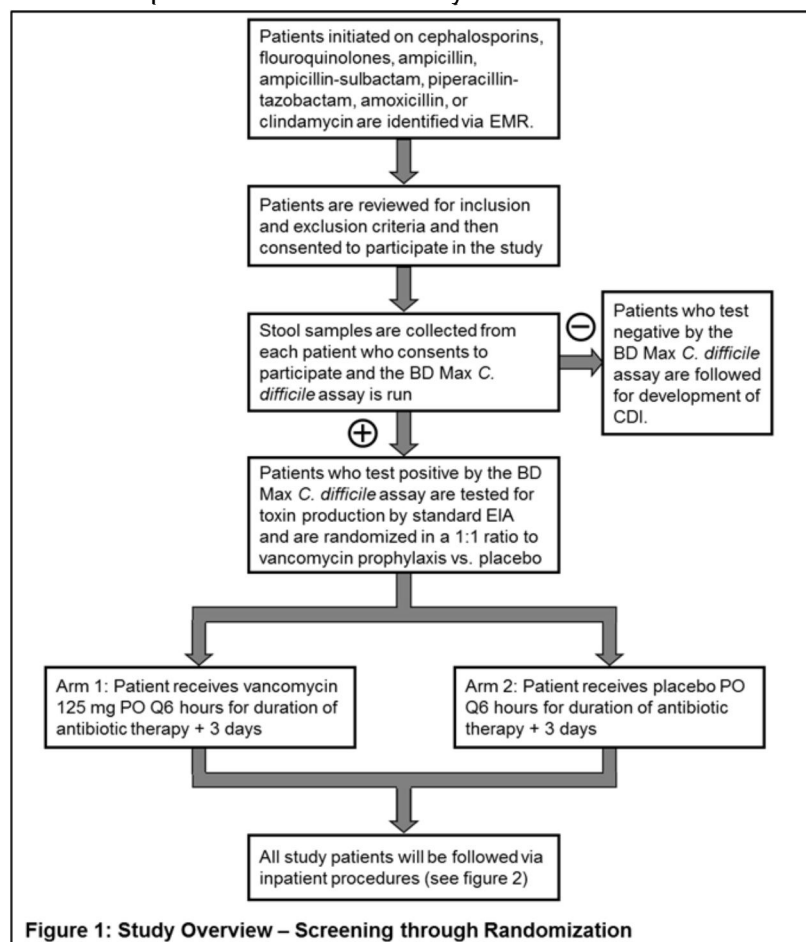 Patients initiated on cephalosporins,
flouroquinolones, ampicillin,
ampicillin-sulbactam, piperacillin-
tazobactam, amoxicillin, or
clindamycin are identified via EMR.
Patients are reviewed for inclusion
and exclusion criteria and then
consented to participate in the study
Stool samples are collected from
each patient who consents to
participate and the BD Max C.
difficile assay is run
−
Patients who test
negative by the
BD Max C. difficile
assay are followed
for development of
CDI.
+
Patients who test positive by the BD
Max C. difficile assay are tested for
toxin production by standard EIA
and are randomized in a 1:1 ratio to
vancomycin prophylaxis vs. placebo
Arm 1: Patient receives vancomycin
125 mg PO Q6 hours for duration of
antibiotic therapy + 3 days
Arm 2: Patient receives placebo PO
Q6 hours for duration of antibiotic
therapy + 3 days
All study patients will be followed via
inpatient procedures (see figure 2)
Figure 1: Study Overview – Screening through Randomization